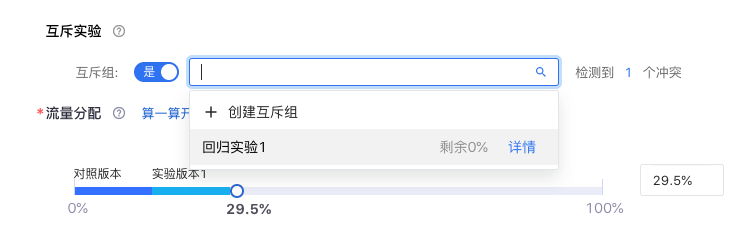 互斥实验
互斥组: 是 检测到 1 个冲突
创建互斥组
*流量分配 算一算开
回归实验1 剩余0% 详情
对照版本 实验版本1
29.5%
0% 29.5% 100%